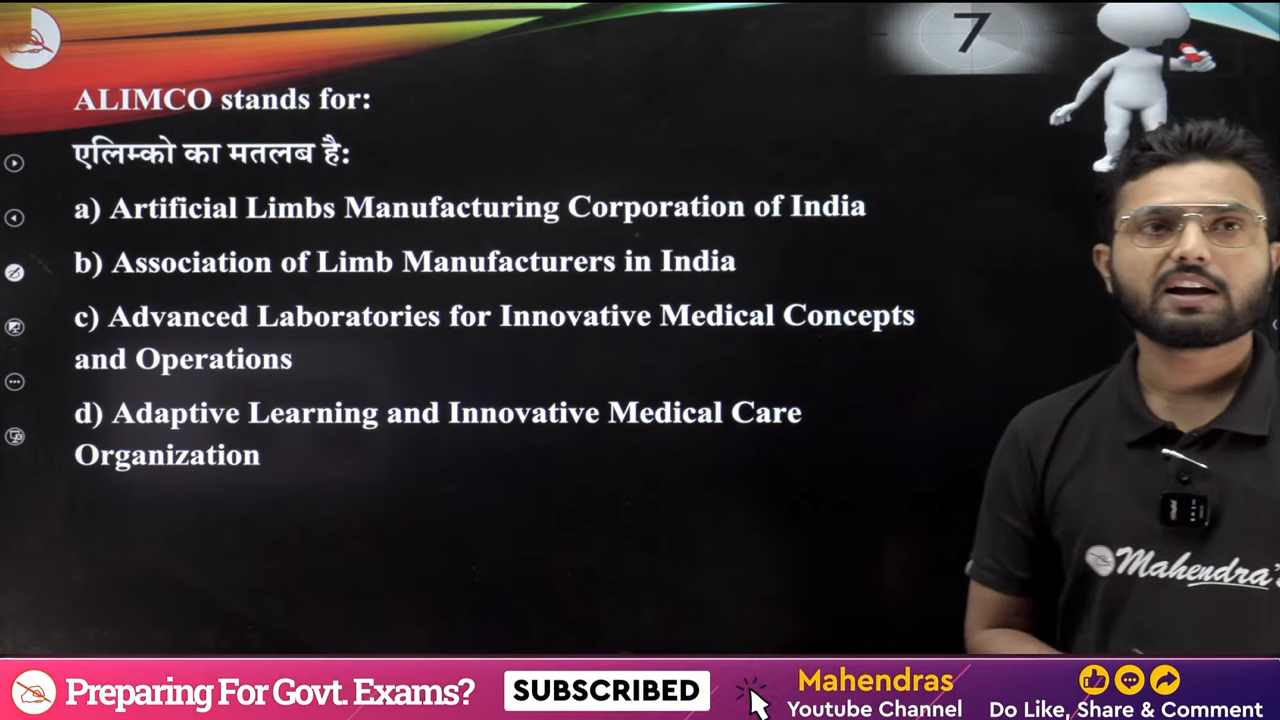 7
ALIMCO stands for:
एलिम्को का मतलब है:
a) Artificial Limbs Manufacturing Corporation of India
b) Association of Limb Manufacturers in India
c) Advanced Laboratories for Innovative Medical Concepts
and Operations
d) Adaptive Learning and Innovative Medical Care
Organization
Mahendra's
Preparing For Govt. Exams?
SUBSCRIBED
Mahendras
Youtube Channel
Do Like, Share & Comment